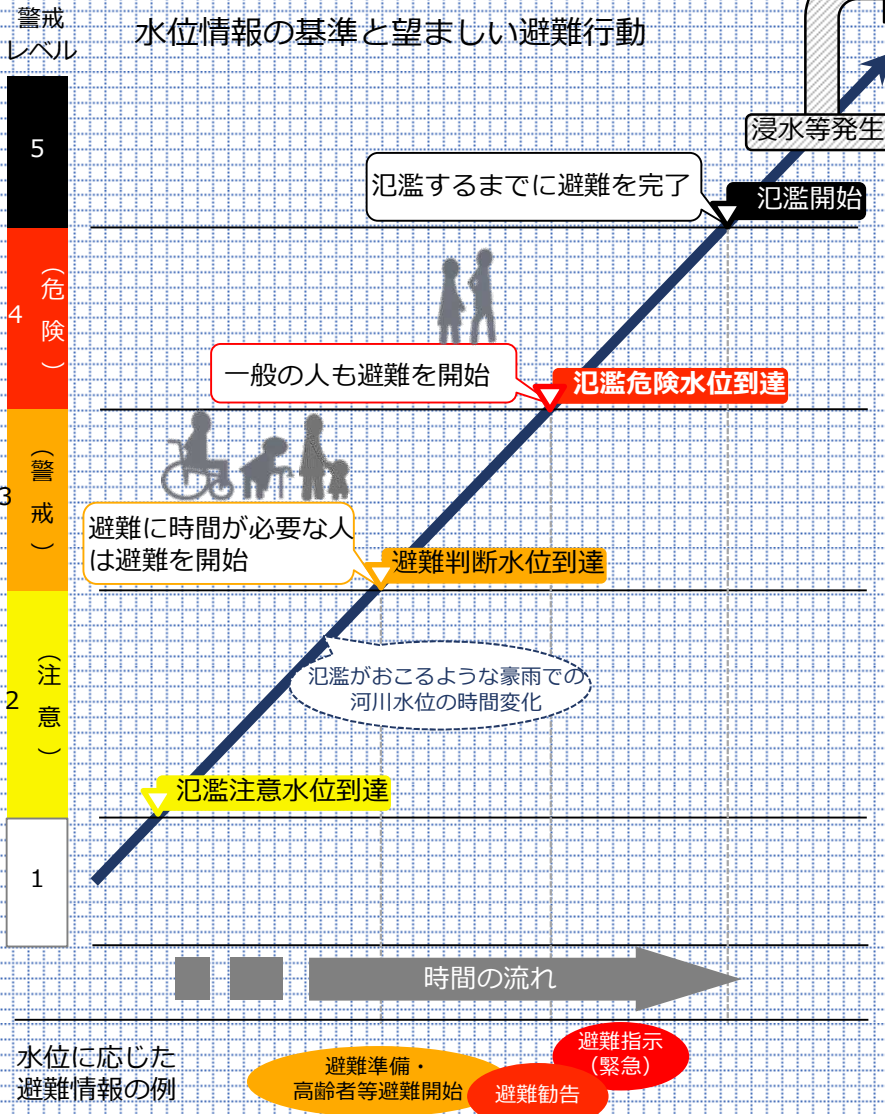 警戒
レベル
水位情報の基準と望ましい避難行動
5
浸水等発生
氾濫するまでに避難を完了
氾濫開始
4
（危険）
一般の人も避難を開始
氾濫危険水位到達
3
（警戒）
避難に時間が必要な人
は避難を開始
避難判断水位到達
2
（注意）
氾濫がおこるような豪雨での
河川水位の時間変化
氾濫注意水位到達
1
時間の流れ
水位に応じた
避難情報の例
避難準備・
高齢者等避難開始
避難勧告
避難指示
（緊急）